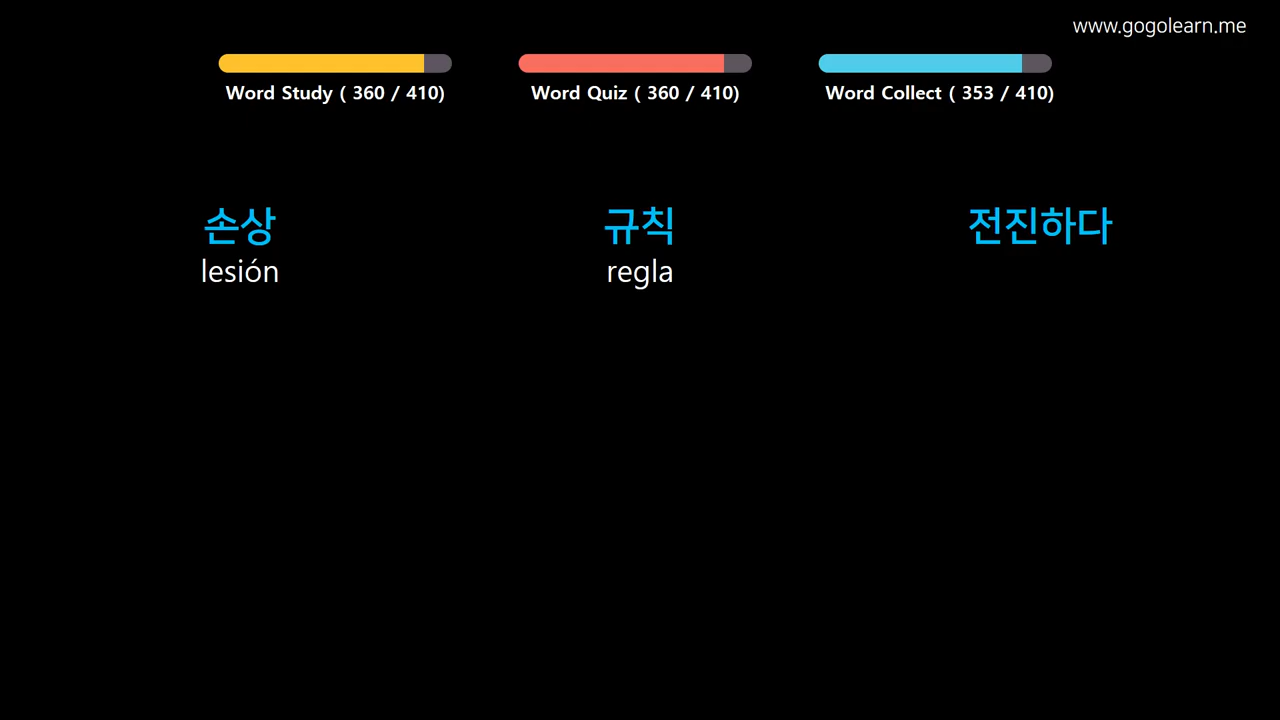 www.gogolearn.me
Word Study ( 360 / 410)
Word Quiz ( 360 / 410)
Word Collect ( 353 / 410)
손상
lesión
규칙
regla
전진하다